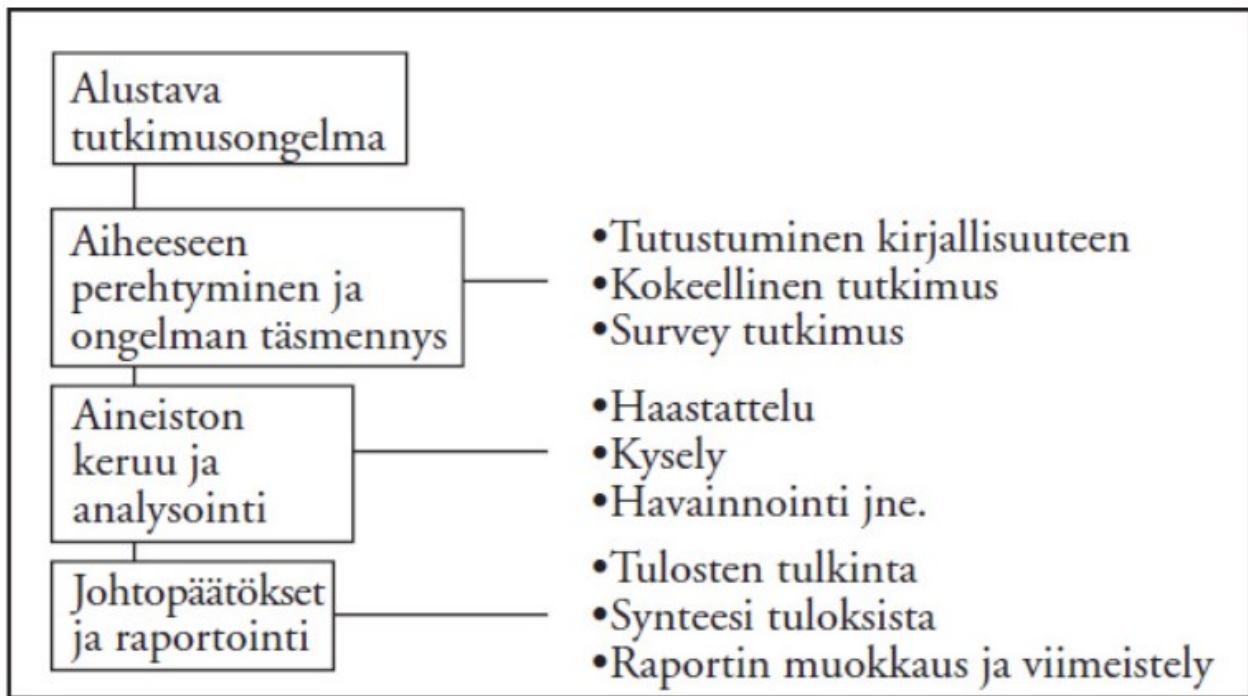 Alustava
tutkimusongelma
Aiheeseen
perehtyminen ja
ongelman täsmennys
•Tutustuminen kirjallisuuteen
•Kokeellinen tutkimus
•Survey tutkimus
Aineiston
keruu ja
analysointi
•Haastattelu
•Kysely
•Havainnointi jne.
Johtopäätökset
ja raportointi
•Tulosten tulkinta
•Synteesi tuloksista
•Raportin muokkaus ja viimeistely